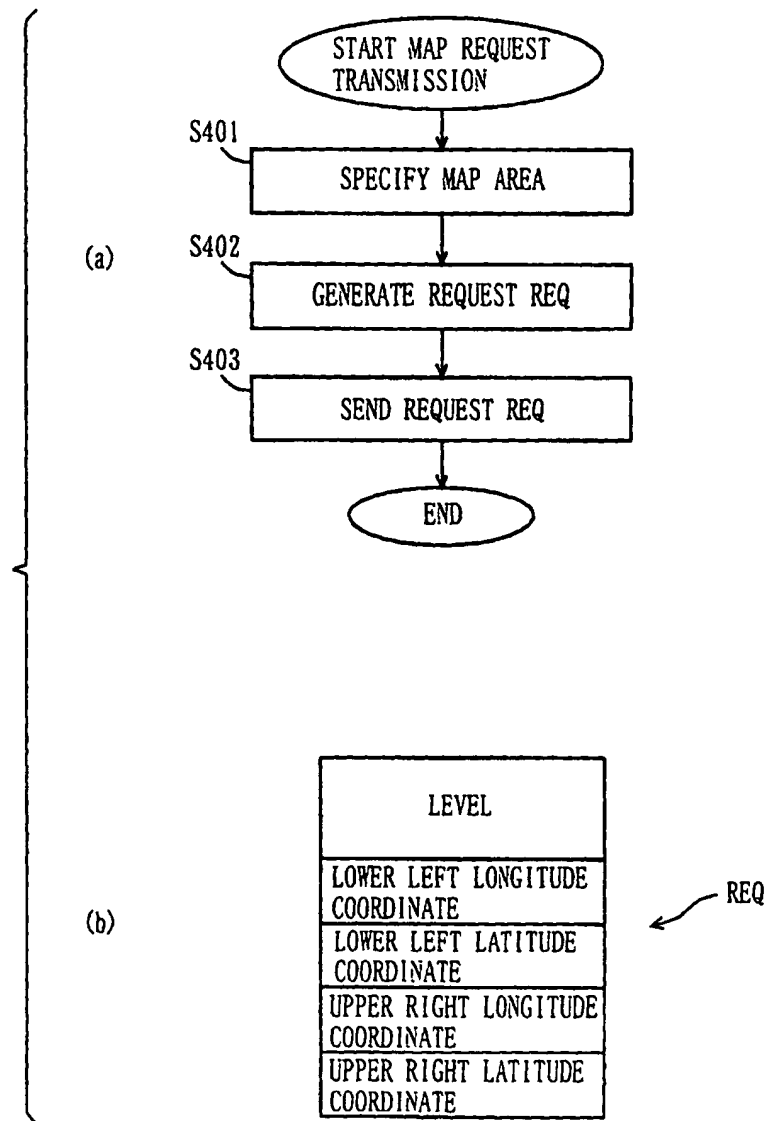 START MAP REQUEST
TRANSMISSION
S401
SPECIFY MAP AREA
(a)
S402
GENERATE REQUEST REQ
S403
SEND REQUEST REQ
END
LEVEL
LOWER LEFT LONGITUDE
COORDINATE
REQ
(b)
LOWER LEFT LATITUDE
COORDINATE
UPPER RIGHT LONGITUDE
COORDINATE
UPPER RIGHT LATITUDE
COORDINATE